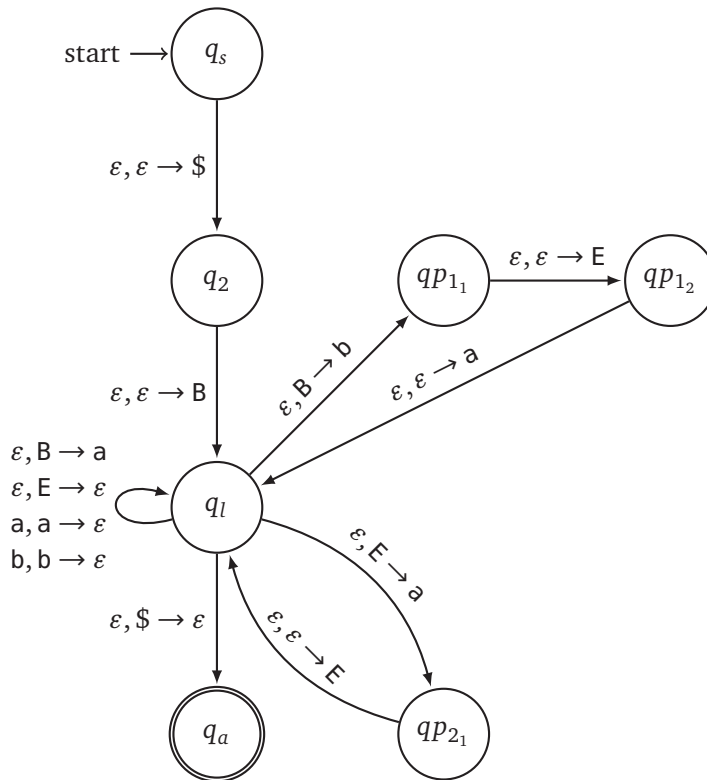 start
q_s
ε, ε → $
q_2
qp_{1_1}
ε, ε → E
qp_{1_2}
ε, B → b
ε, ε → a
ε, ε → B
ε, B → a
ε, E → ε
a, a → ε
b, b → ε
q_l
ε, E → a
ε, $ → ε
ε, ε → E
q_a
qp_{2_1}